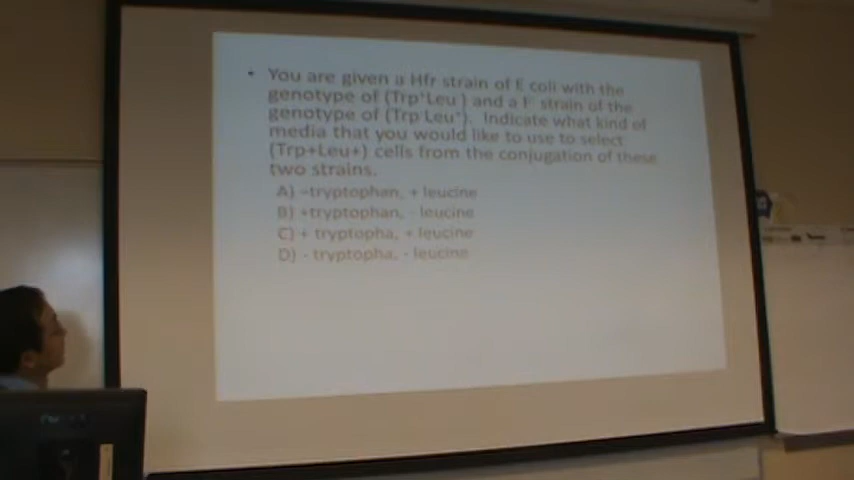 • You are given a Hfr strain of E coli with the
genotype of (Trp⁺Leu⁻) and a F⁻ strain of the
genotype of (Trp⁻Leu⁺). Indicate what kind of
media that you would like to use to select
(Trp+Leu+) cells from the conjugation of these
two strains.
A) –tryptophan, + leucine
B) +tryptophan, - leucine
C) + tryptopha, + leucine
D) - tryptopha, - leucine